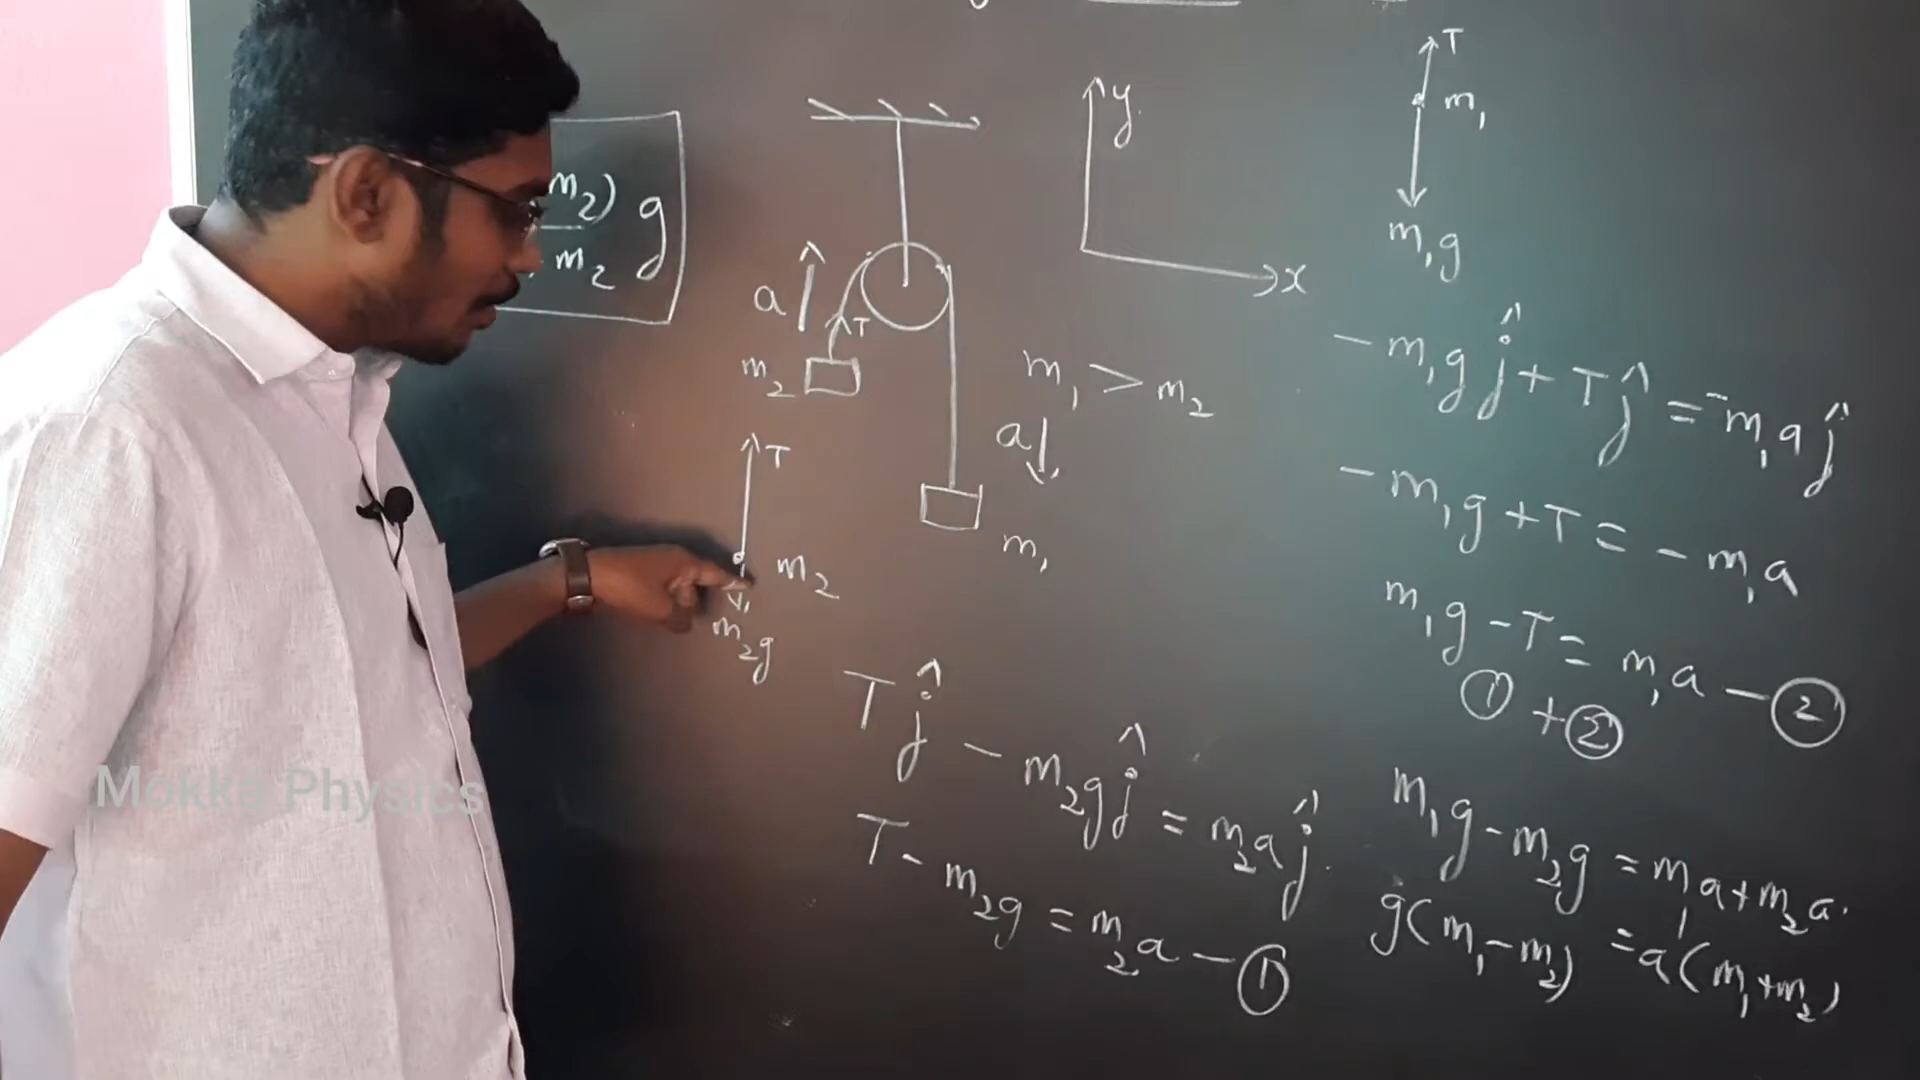 m₂) g
m₂
a
T
m₂
y
x
T
m₁
m₁g
m₁ > m₂
a
m₁
T
m₂
m₂g
-m₁g ĵ + T ĵ = -m₁a ĵ
-m₁g + T = -m₁a
m₁g - T = m₁a - ②
① + ②
m₁g - m₂g = m₁a + m₂a.
g(m₁ - m₂) = a(m₁ + m₂)
T ĵ - m₂g ĵ = m₂a ĵ.
T - m₂g = m₂a - ①
Mokka Physics